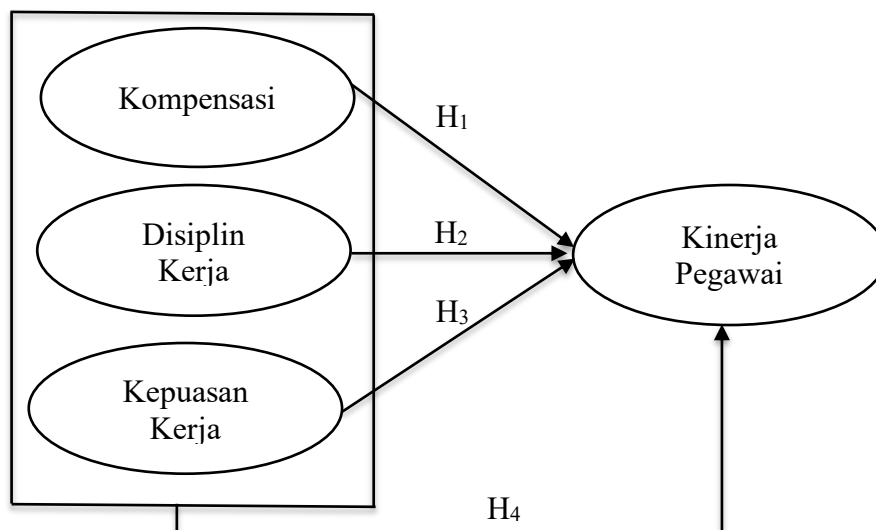 Kompensasi
H₁
Disiplin
Kerja
H₂
Kinerja
Pegawai
H₃
Kepuasan
Kerja
H₄